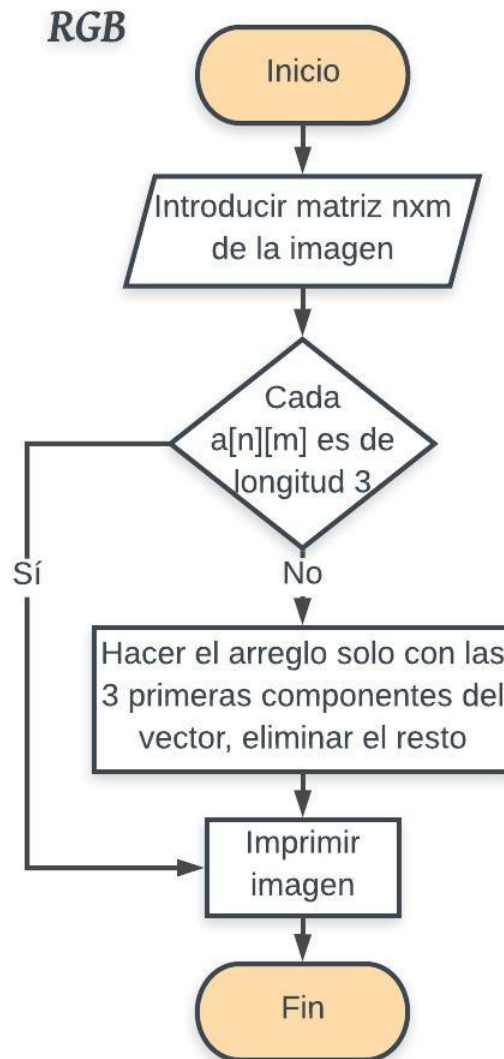 RGB
Inicio
Introducir matriz nxm
de la imagen
Cada
a[n][m] es de
longitud 3
Sí
No
Hacer el arreglo solo con las
3 primeras componentes del
vector, eliminar el resto
Imprimir
imagen
Fin